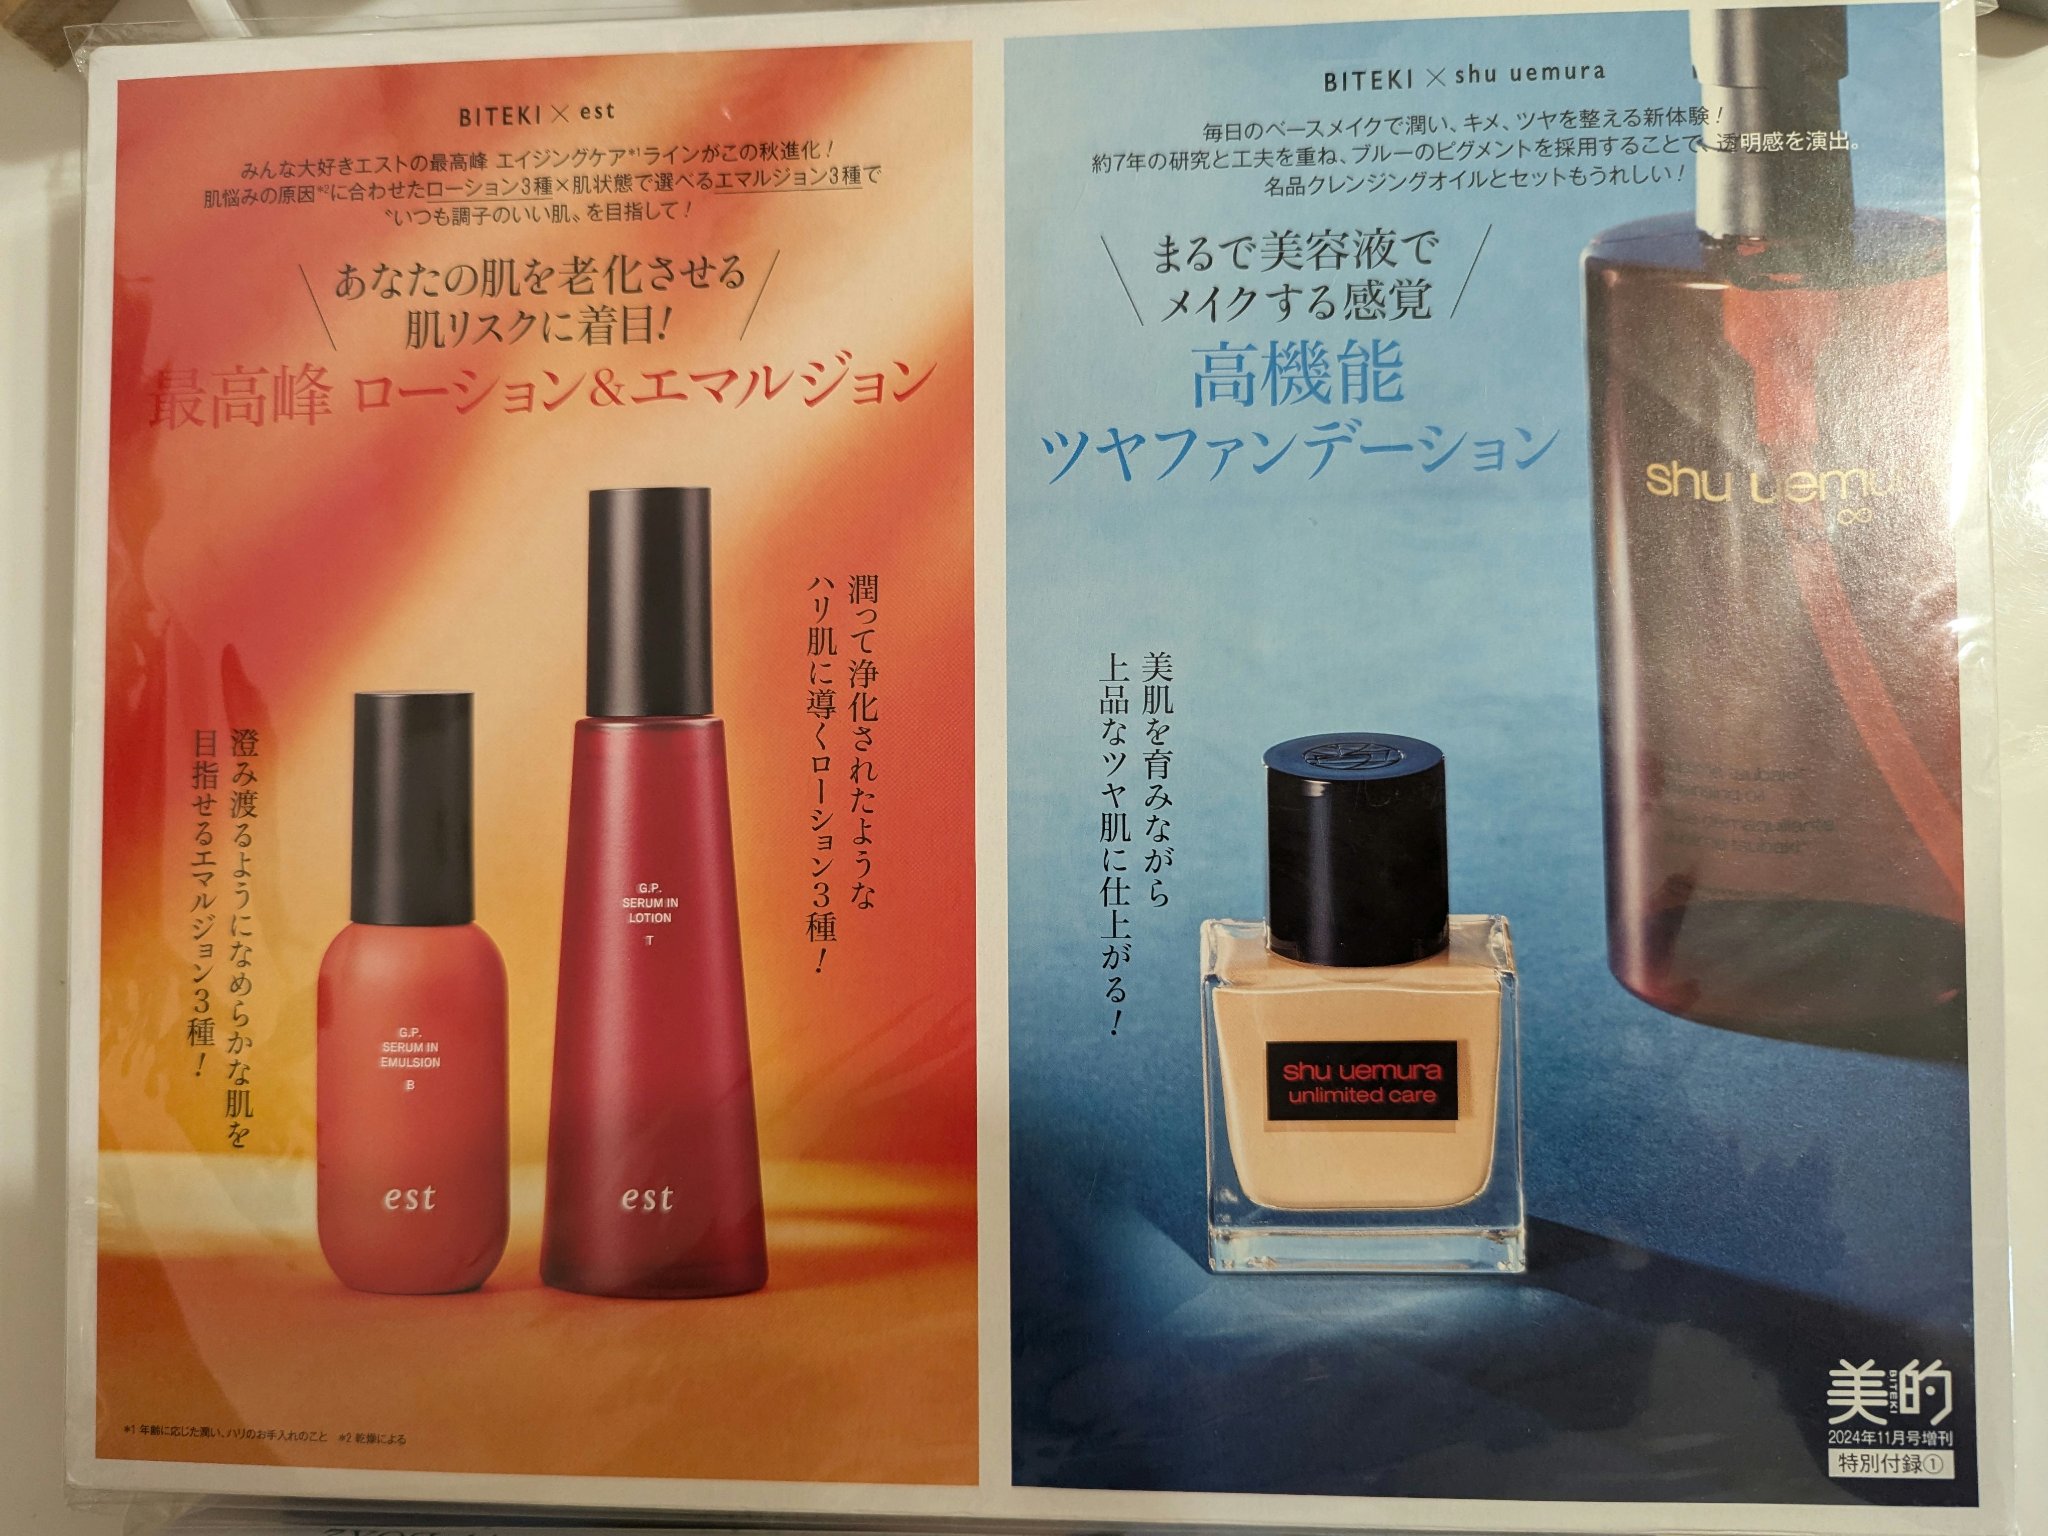 BITEKI × est
みんな大好きエストの最高峰 エイジングケア*1ラインがこの秋進化！
肌悩みの原因*2に合わせたローション3種×肌状態で選べるエマルジョン3種で
〝いつも調子のいい肌〟を目指して！
あなたの肌を老化させる
肌リスクに着目！
最高峰 ローション&エマルジョン
潤って浄化されたような
ハリ肌に導くローション3種！
澄み渡るようになめらかな肌を
目指せるエマルジョン3種！
G.P.
SERUM IN
LOTION
T
est
G.P.
SERUM IN
EMULSION
B
est
*1 年齢に応じた潤い、ハリのお手入れのこと *2 乾燥による
BITEKI × shu uemura
毎日のベースメイクで潤い、キメ、ツヤを整える新体験！
約7年の研究と工夫を重ね、ブルーのピグメントを採用することで、透明感を演出。
名品クレンジングオイルとセットもうれしい！
まるで美容液で
メイクする感覚
高機能
ツヤファンデーション
shu uemu
美肌を育みながら
上品なツヤ肌に仕上がる！
shu uemura
unlimited care
美的
BITEKI
2024年11月号増刊
特別付録①